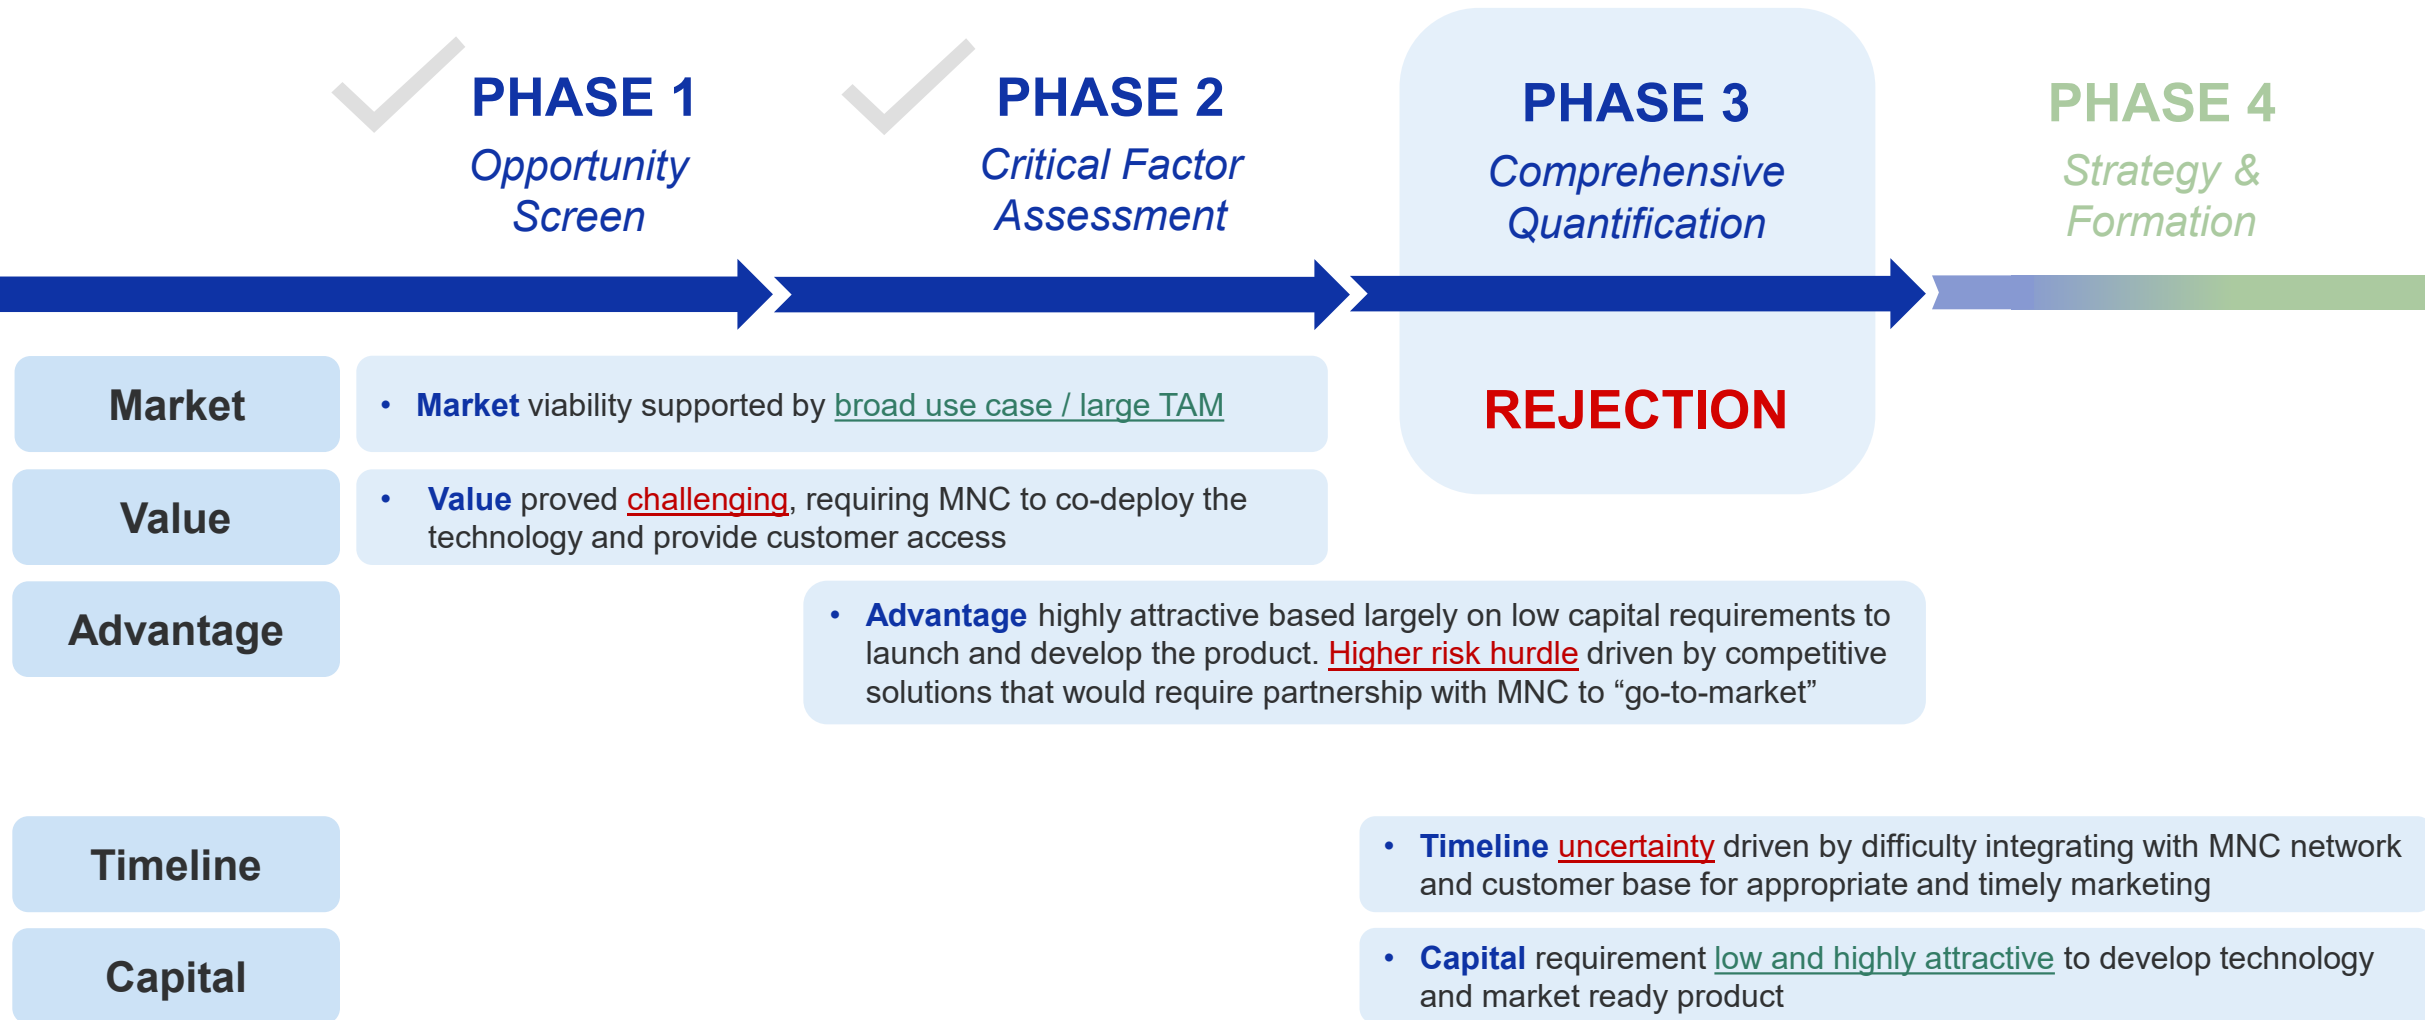 PHASE 1
Opportunity
Screen
PHASE 2
Critical Factor
Assessment
PHASE 3
Comprehensive
Quantification
PHASE 4
Strategy &
Formation
REJECTION
Market
• Market viability supported by broad use case / large TAM
Value
• Value proved challenging, requiring MNC to co-deploy the
technology and provide customer access
Advantage
• Advantage highly attractive based largely on low capital requirements to
launch and develop the product. Higher risk hurdle driven by competitive
solutions that would require partnership with MNC to “go-to-market”
Timeline
• Timeline uncertainty driven by difficulty integrating with MNC network
and customer base for appropriate and timely marketing
Capital
• Capital requirement low and highly attractive to develop technology
and market ready product